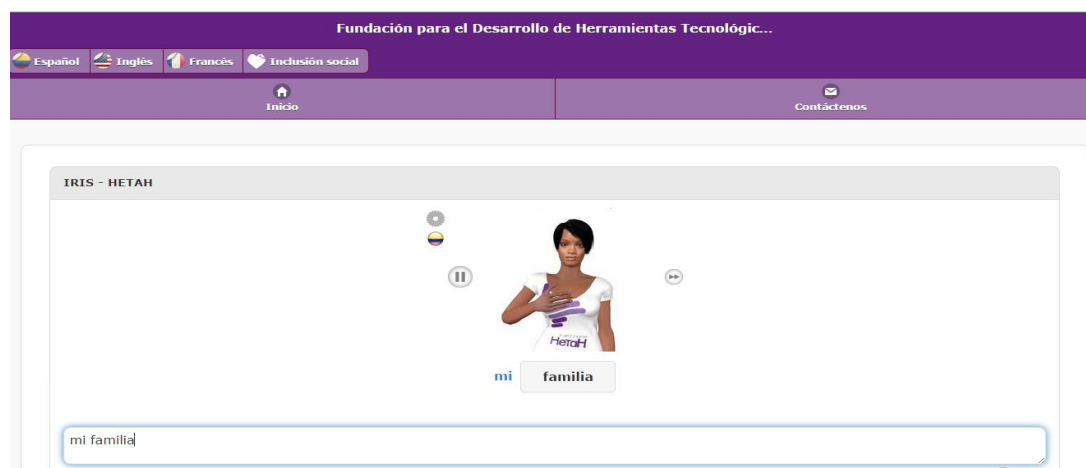 Fundación para el Desarrollo de Herramientas Tecnológic...
Español Inglés Francés Inclusión social
Inicio Contáctenos
IRIS - HETAH
HETAH
mi familia
mi familia